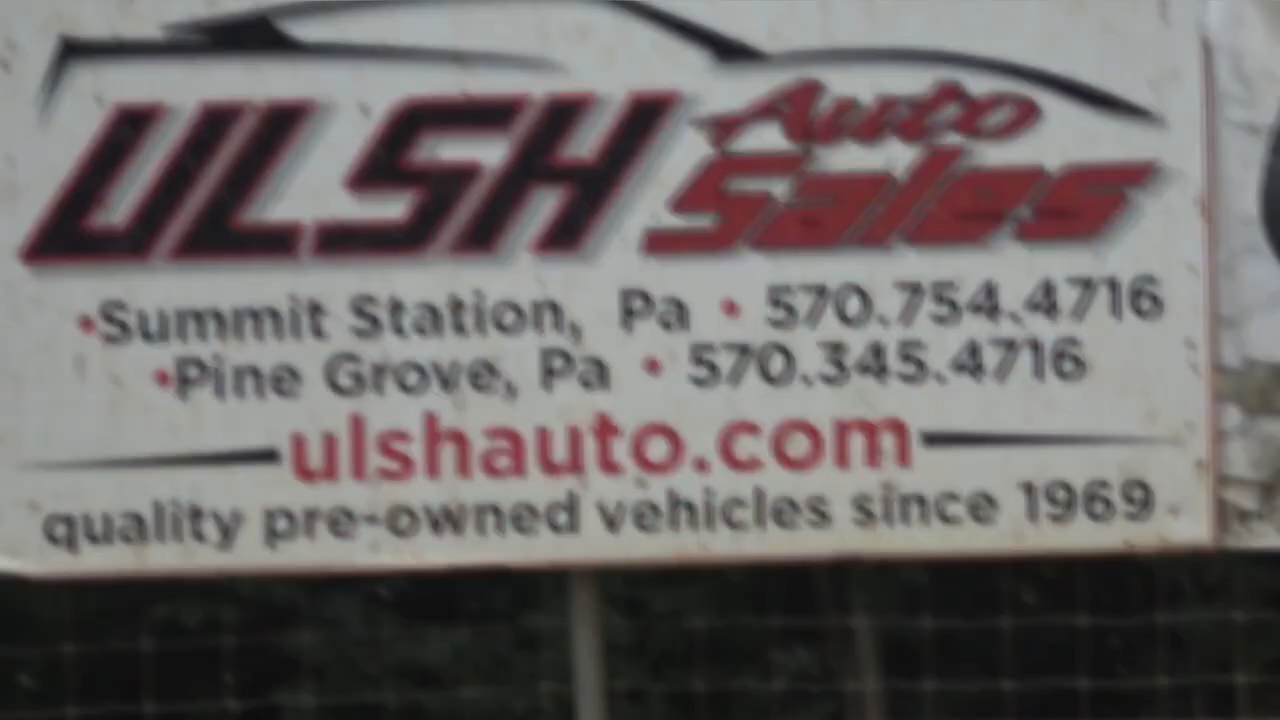 ULSH Auto Sales
•Summit Station, Pa • 570.754.4716
•Pine Grove, Pa • 570.345.4716
ulshauto.com
quality pre-owned vehicles since 1969